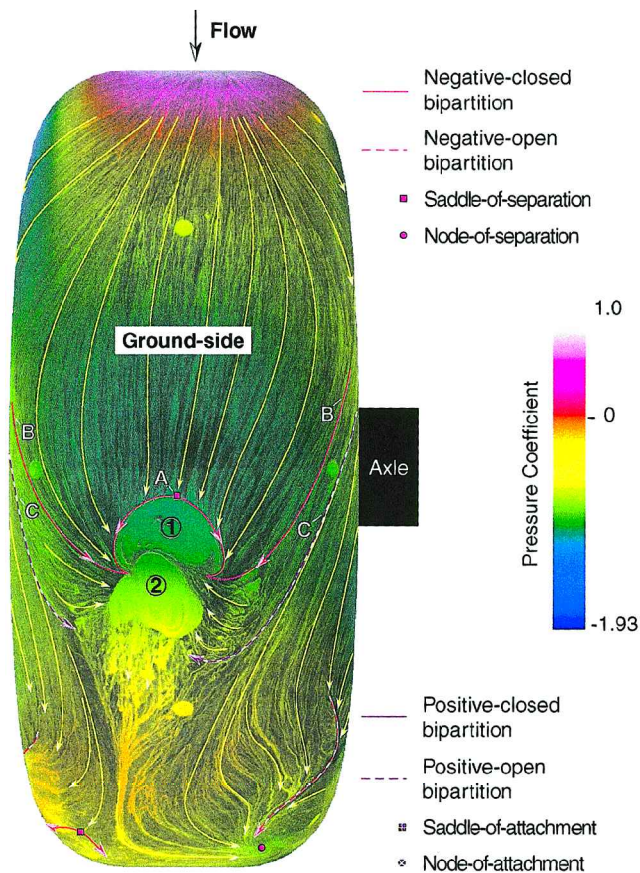 Flow
Negative-closed
bipartition
Negative-open
bipartition
Saddle-of-separation
Node-of-separation
Ground-side
1.0
0
-1.93
Pressure Coefficient
B
B
Axle
A
C
C
①
②
Positive-closed
bipartition
Positive-open
bipartition
Saddle-of-attachment
Node-of-attachment